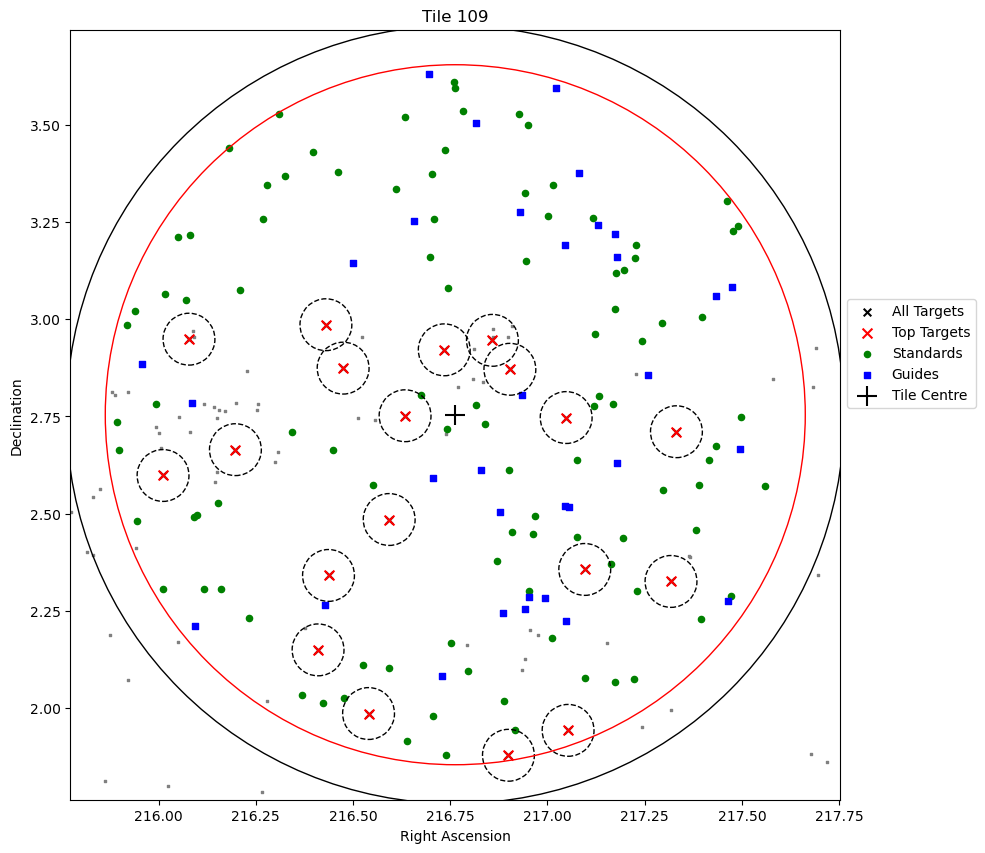 Tile 109
Declination
3.50
3.25
3.00
2.75
2.50
2.25
2.00
216.00 216.25 216.50 216.75 217.00 217.25 217.50 217.75
Right Ascension
All Targets
Top Targets
Standards
Guides
Tile Centre